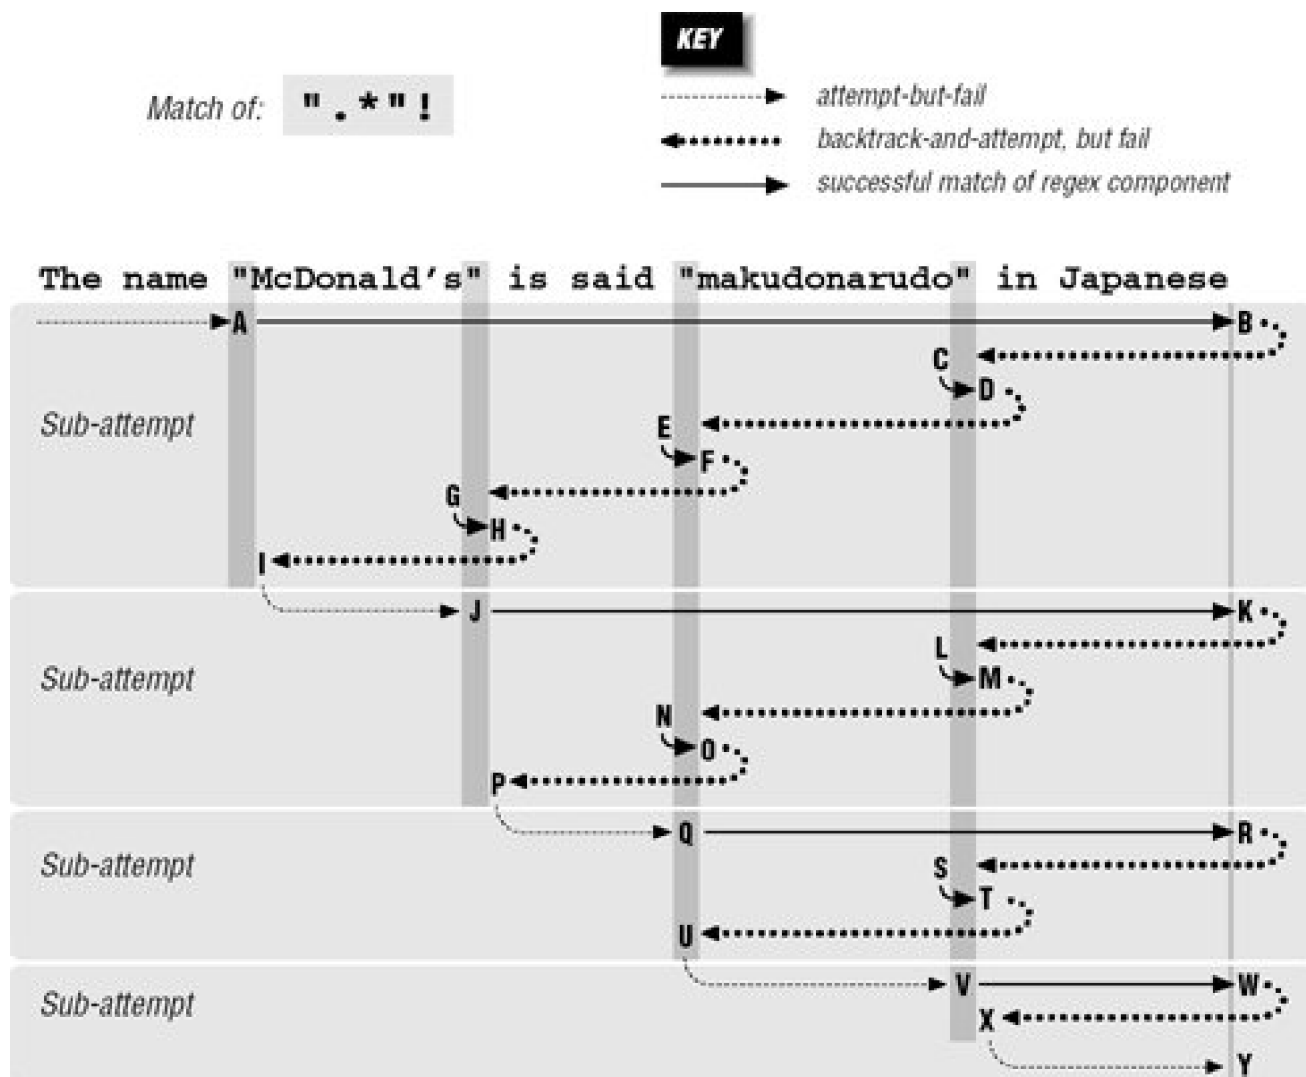 KEY
Match of: ".*"!
attempt-but-fail
backtrack-and-attempt, but fail
successful match of regex component
The name "McDonald's" is said "makudonarudo" in Japanese
A B
C
D
Sub-attempt
E
F
G
H
I
J K
L
Sub-attempt
M
N
O
P
Q R
Sub-attempt
S
T
U
V W
Sub-attempt
X
Y